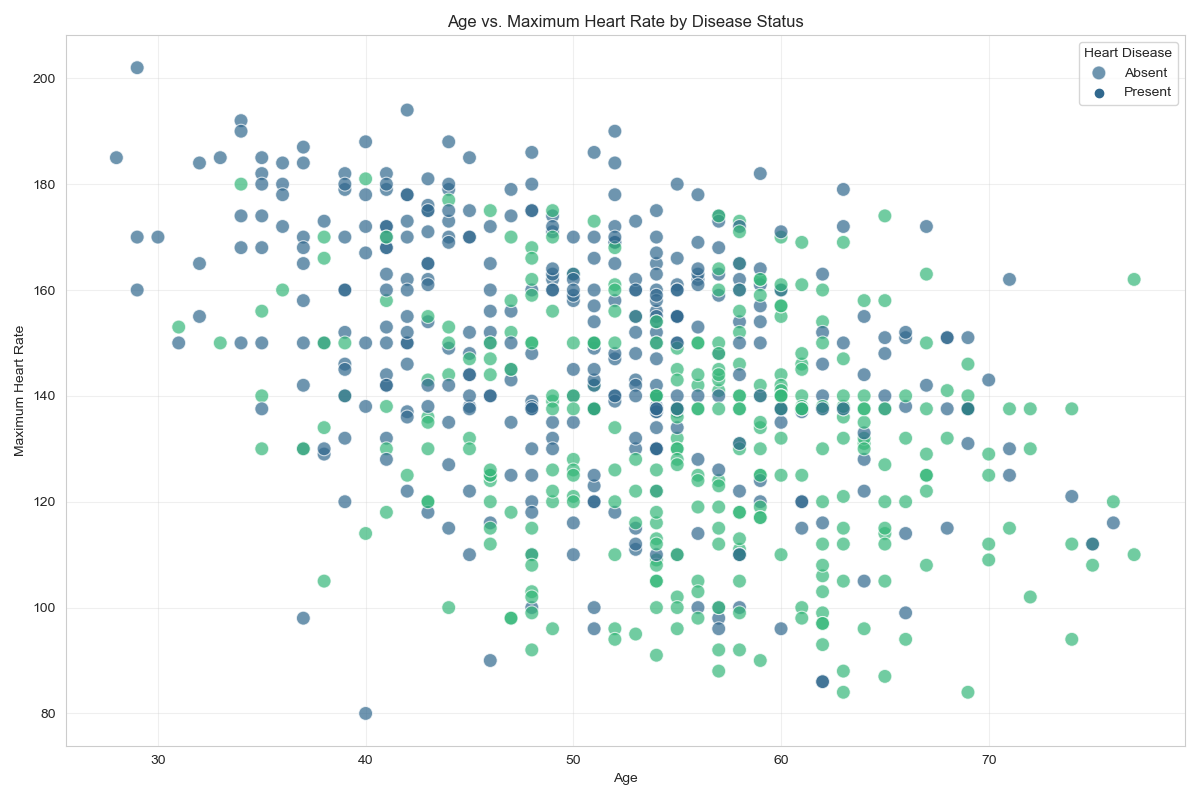 Age vs. Maximum Heart Rate by Disease Status
Heart Disease
Absent
Present
200
180
160
140
120
100
80
Maximum Heart Rate
30
40
50
60
70
Age